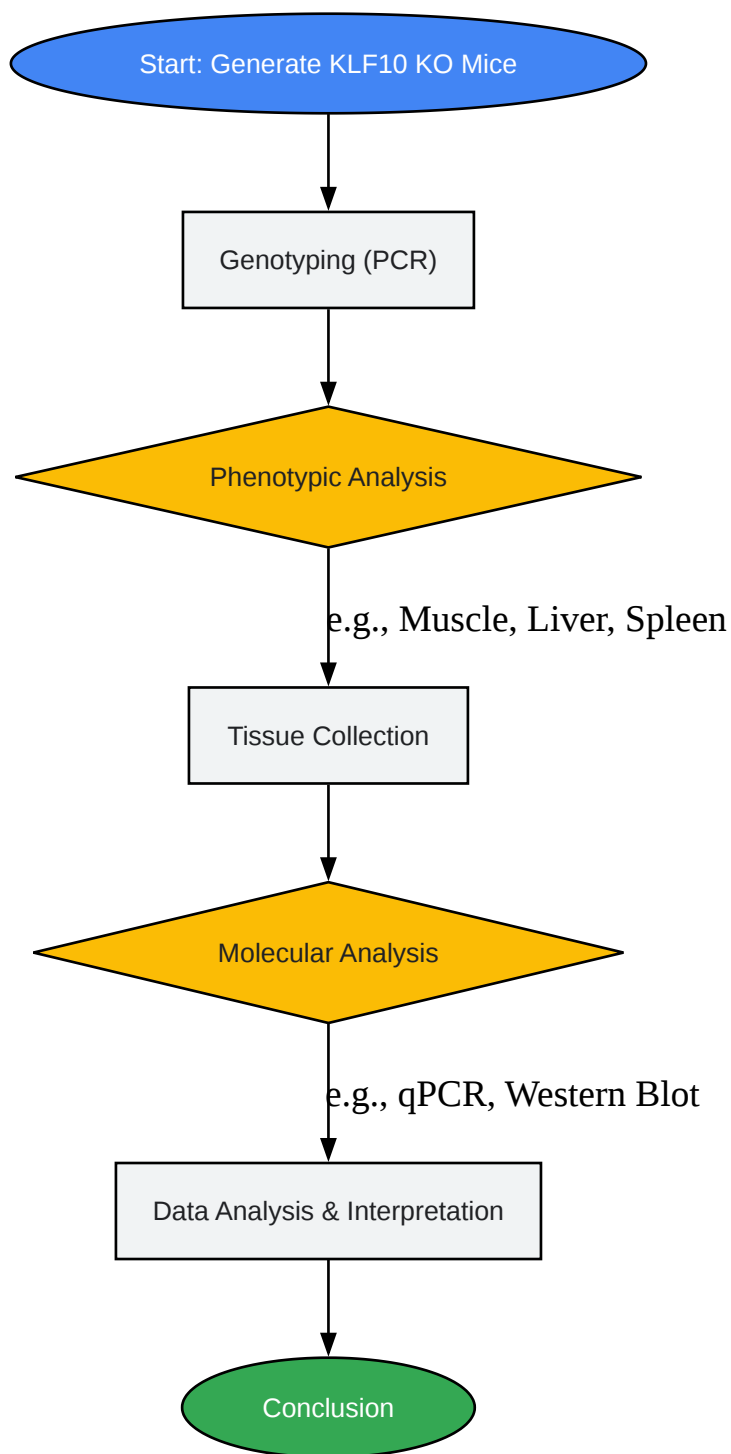 Start: Generate KLF10 KO Mice
Genotyping (PCR)
Phenotypic Analysis
e.g., Muscle, Liver, Spleen
Tissue Collection
Molecular Analysis
e.g., qPCR, Western Blot
Data Analysis & Interpretation
Conclusion